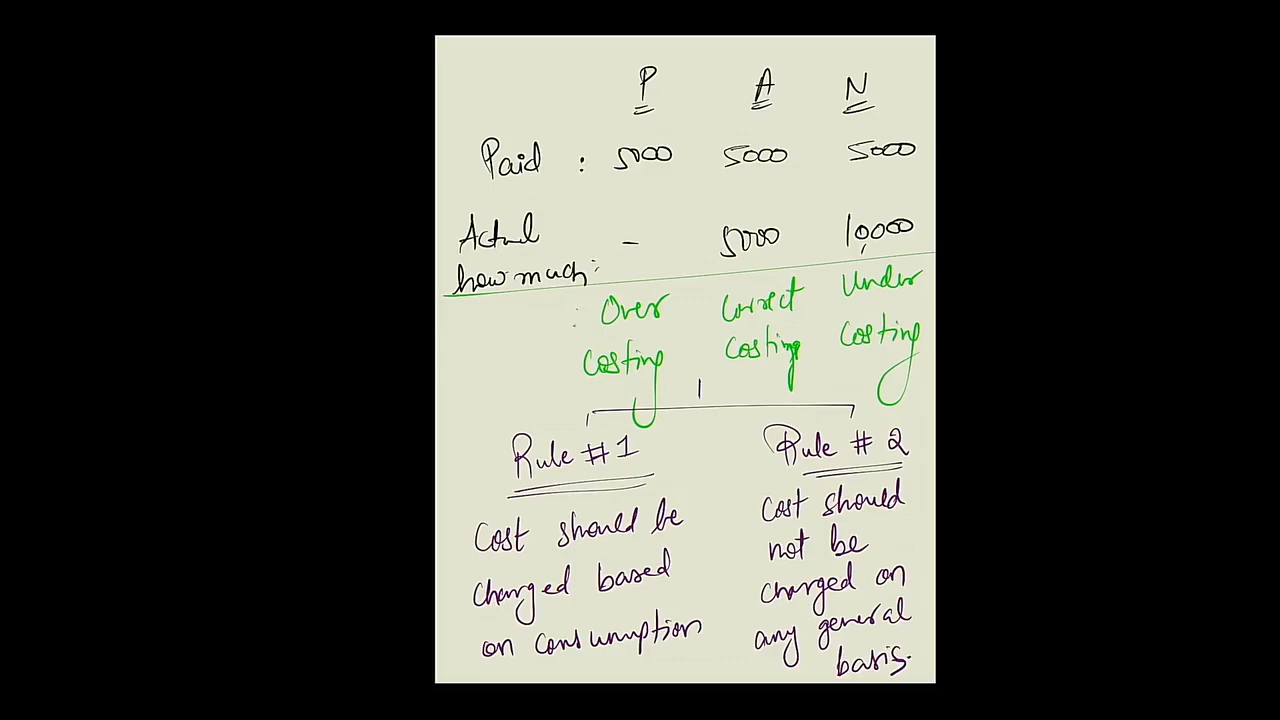 P A N
Paid : 5000 5000 5000
Actual - 5000 10,000
how much:
: Over Correct Under
Costing Costing Costing
Rule #1 Rule # 2
Cost should be
charged based
on consumption
Cost should
not be
charged on
any general
basis.